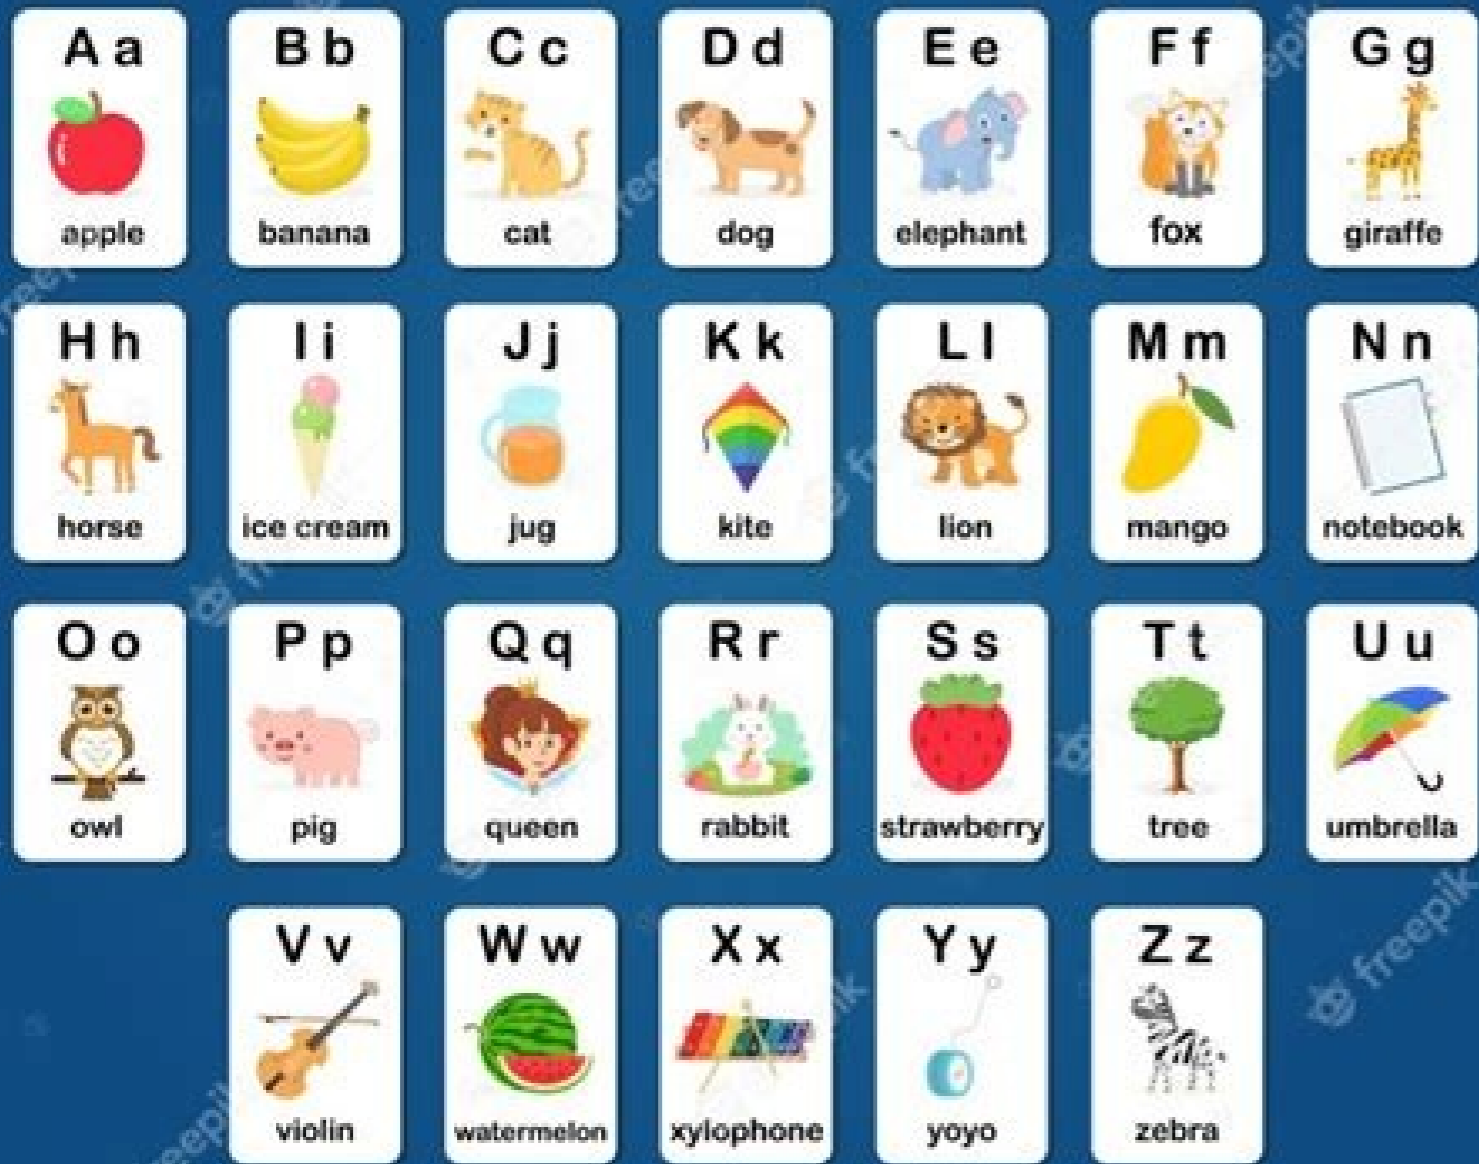 A a
apple
B b
banana
C c
cat
D d
dog
E e
elephant
F f
fox
G g
giraffe
H h
horse
I i
ice cream
J j
jug
K k
kite
L l
lion
M m
mango
N n
notebook
O o
owl
P p
pig
Q q
queen
R r
rabbit
S s
strawberry
T t
tree
U u
umbrella
V v
violin
W w
watermelon
X x
xylophone
Y y
yoyo
Z z
zebra
freepik